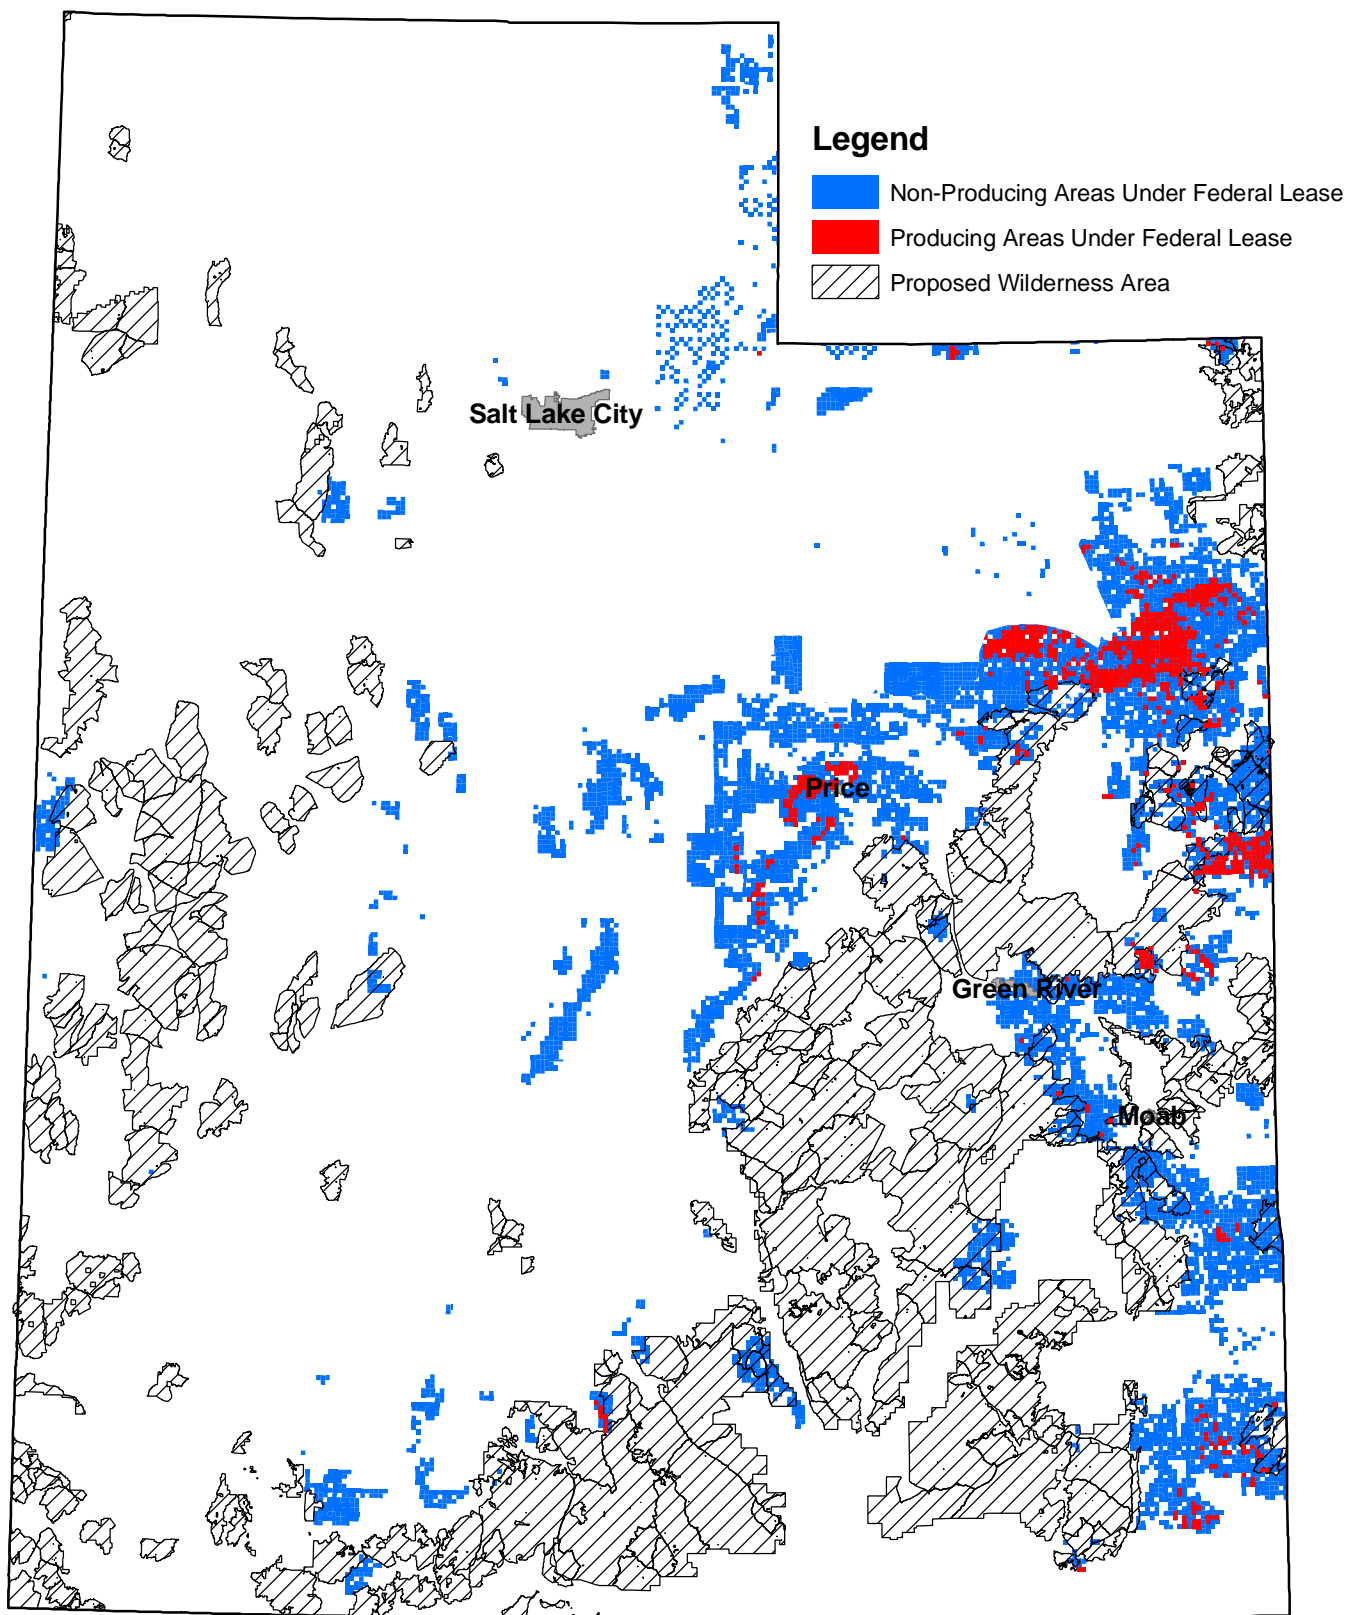 Legend
Non-Producing Areas Under Federal Lease
Producing Areas Under Federal Lease
Proposed Wilderness Area
Salt Lake City
Price
Green River
Moab